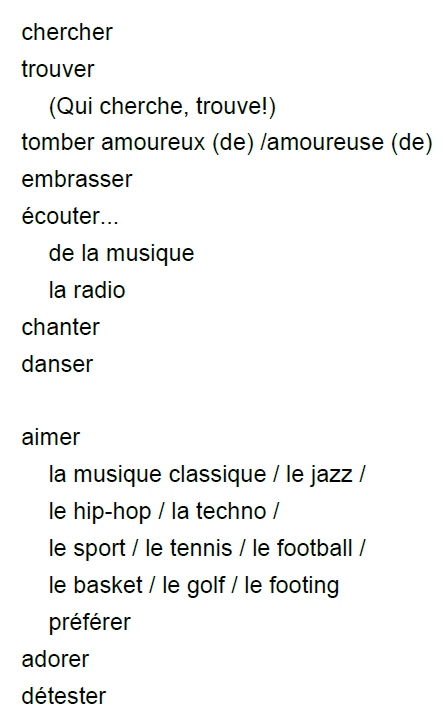 chercher
trouver
(Qui cherche, trouve!)
tomber amoureux (de) /amoureuse (de)
embrasser
écouter...
de la musique
la radio
chanter
danser
aimer
la musique classique / le jazz /
le hip-hop / la techno /
le sport / le tennis / le football /
le basket / le golf / le footing
préférer
adorer
détester